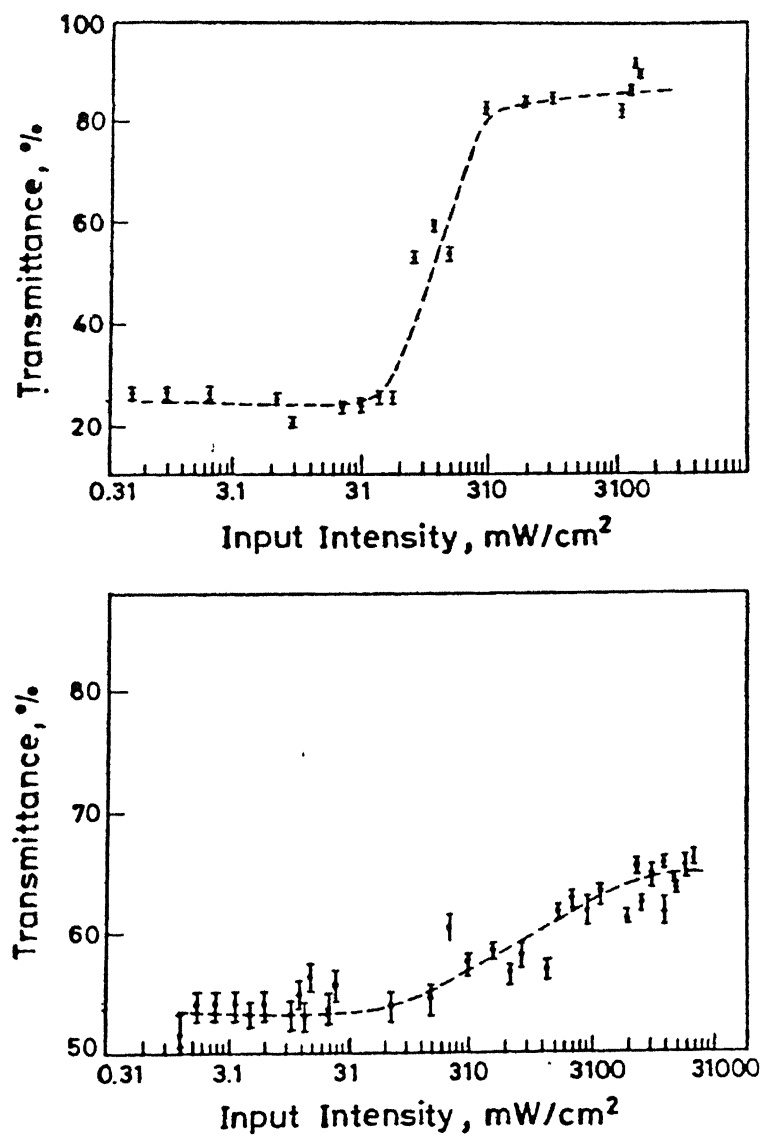 100
80
60
40
20
Transmittance, %
0.31 3.1 31 310 3100
Input Intensity, mW/cm²
80
70
60
50
Transmittance, %
0.31 3.1 31 310 3100 31000
Input Intensity, mW/cm²